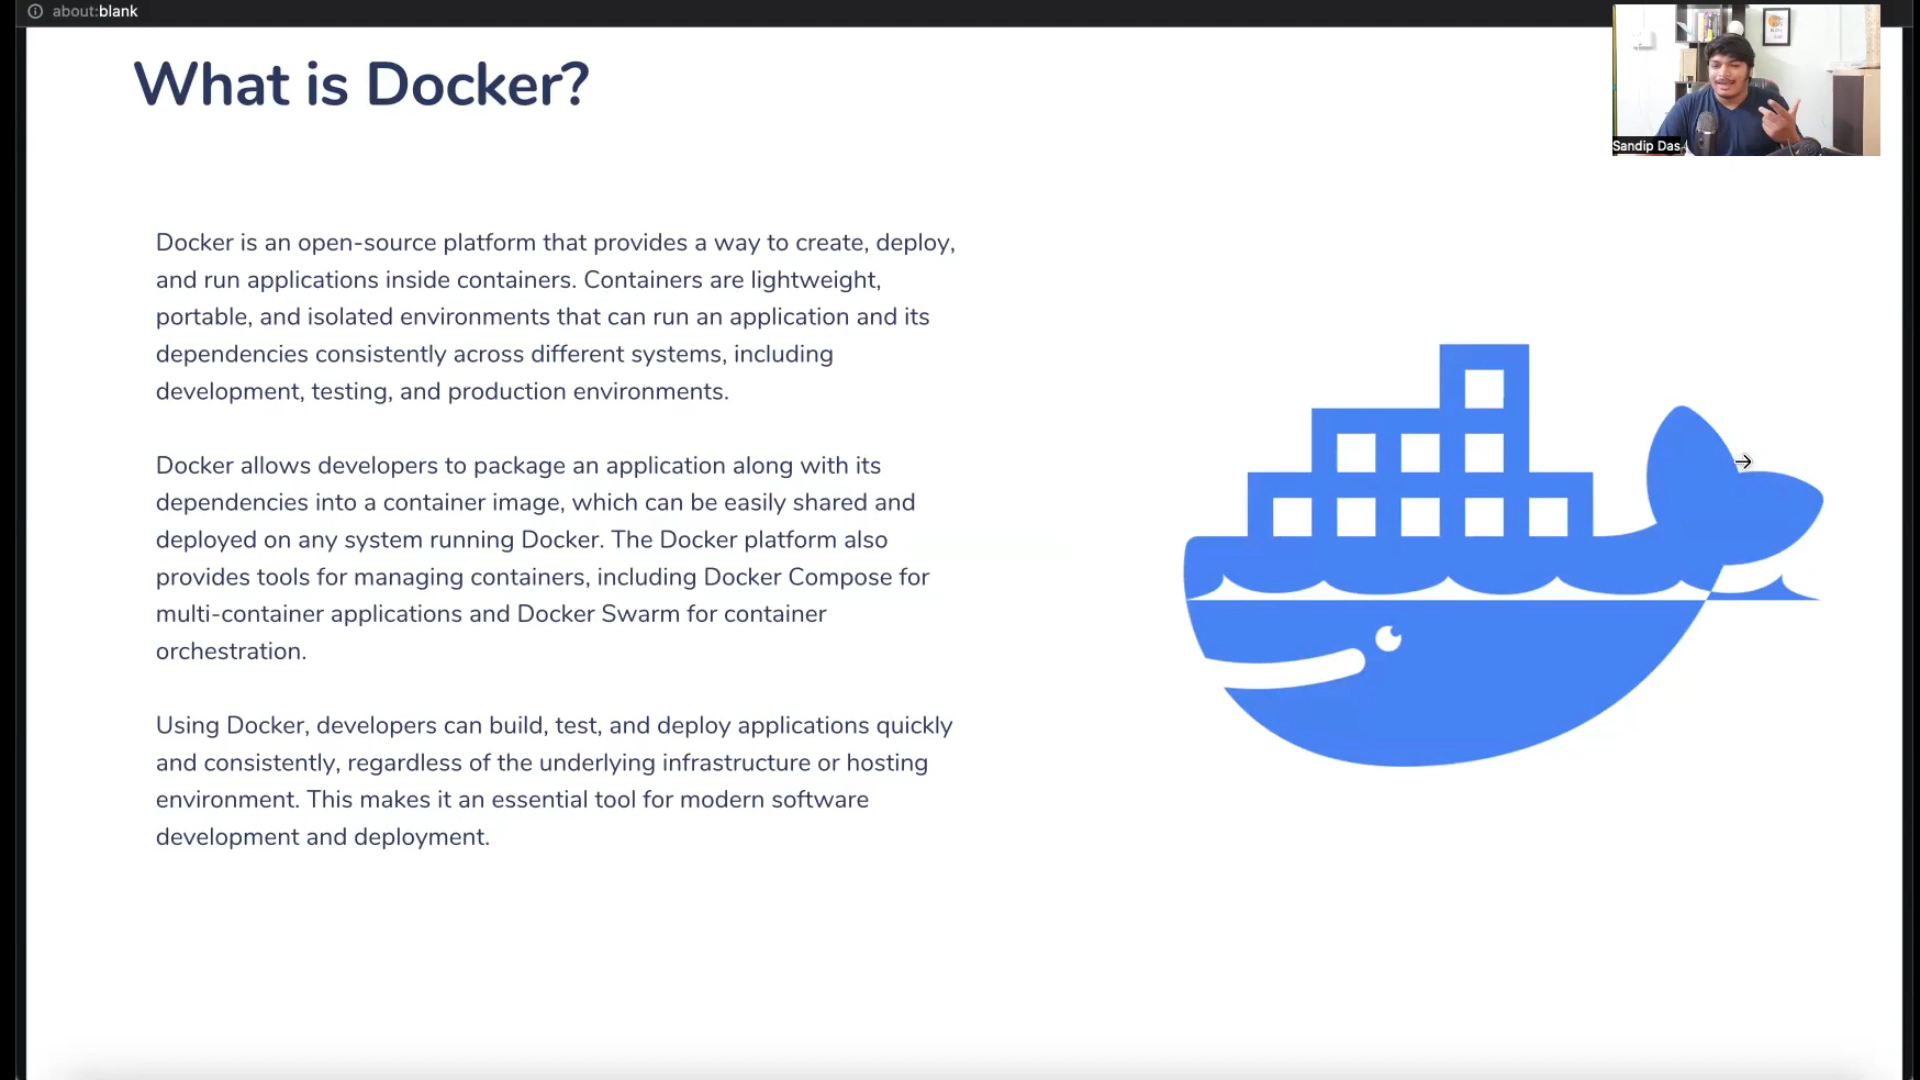 about:blank
What is Docker?
Sandip Das
Docker is an open-source platform that provides a way to create, deploy,
and run applications inside containers. Containers are lightweight,
portable, and isolated environments that can run an application and its
dependencies consistently across different systems, including
development, testing, and production environments.
Docker allows developers to package an application along with its
dependencies into a container image, which can be easily shared and
deployed on any system running Docker. The Docker platform also
provides tools for managing containers, including Docker Compose for
multi-container applications and Docker Swarm for container
orchestration.
Using Docker, developers can build, test, and deploy applications quickly
and consistently, regardless of the underlying infrastructure or hosting
environment. This makes it an essential tool for modern software
development and deployment.